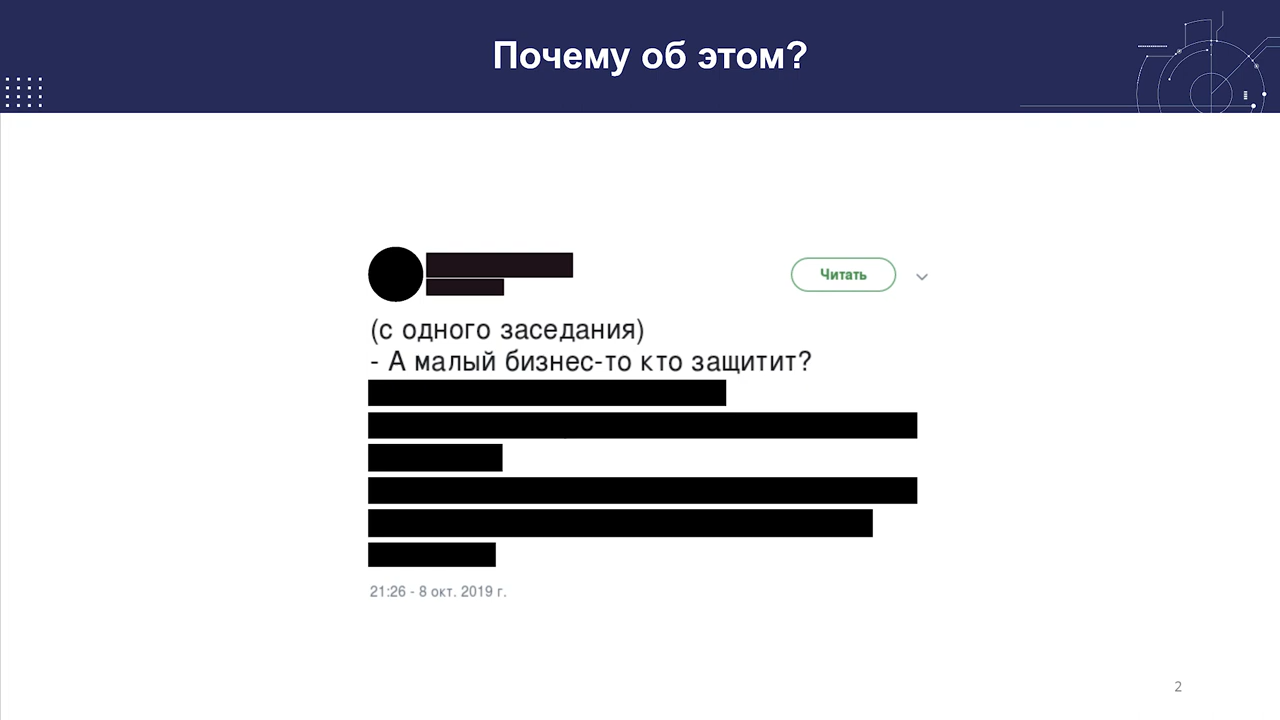 Почему об этом?
Читать
(с одного заседания)
- А малый бизнес-то кто защитит?
21:26 - 8 окт. 2019 г.
2